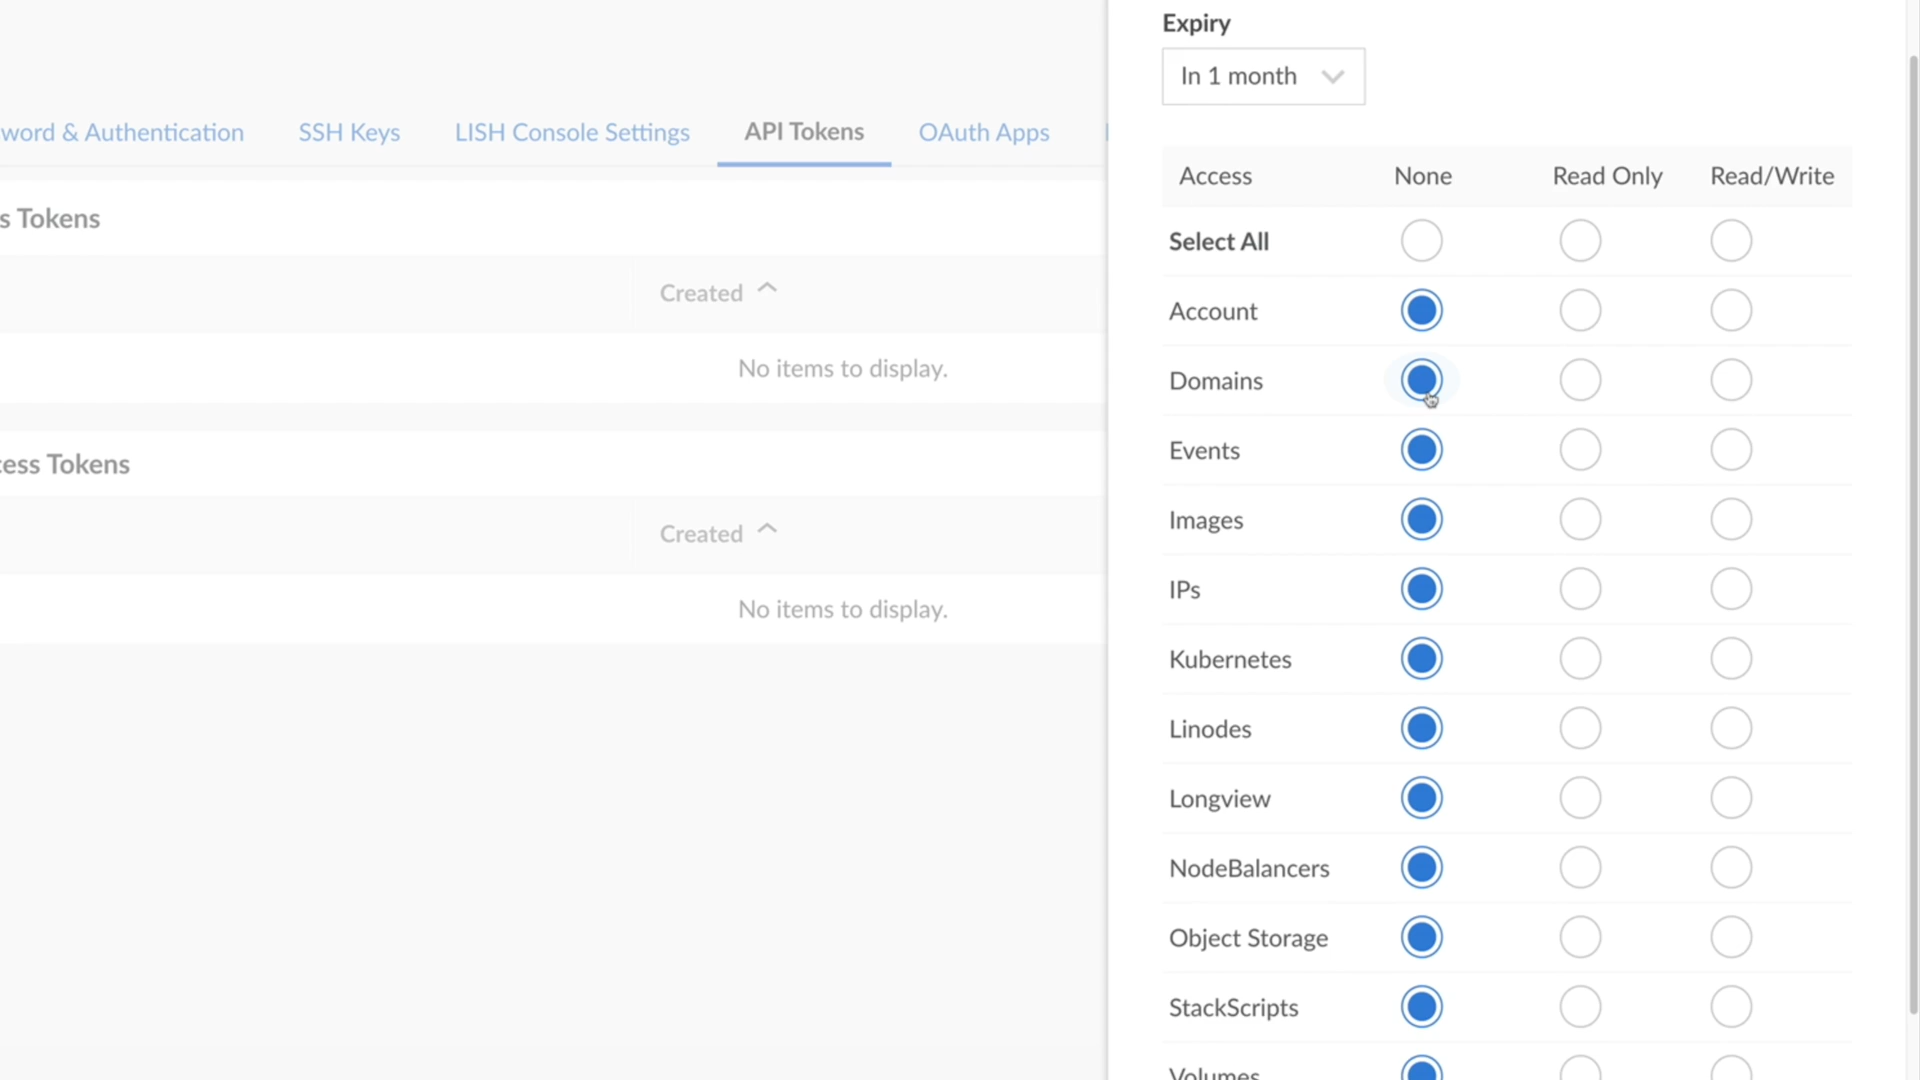 Expiry
In 1 month
word & Authentication SSH Keys LISH Console Settings API Tokens OAuth Apps
Access None Read Only Read/Write
s Tokens
Select All
Created
Account
No items to display.
Domains
Events
cess Tokens
Images
Created
IPs
No items to display.
Kubernetes
Linodes
Longview
NodeBalancers
Object Storage
StackScripts
Volumes